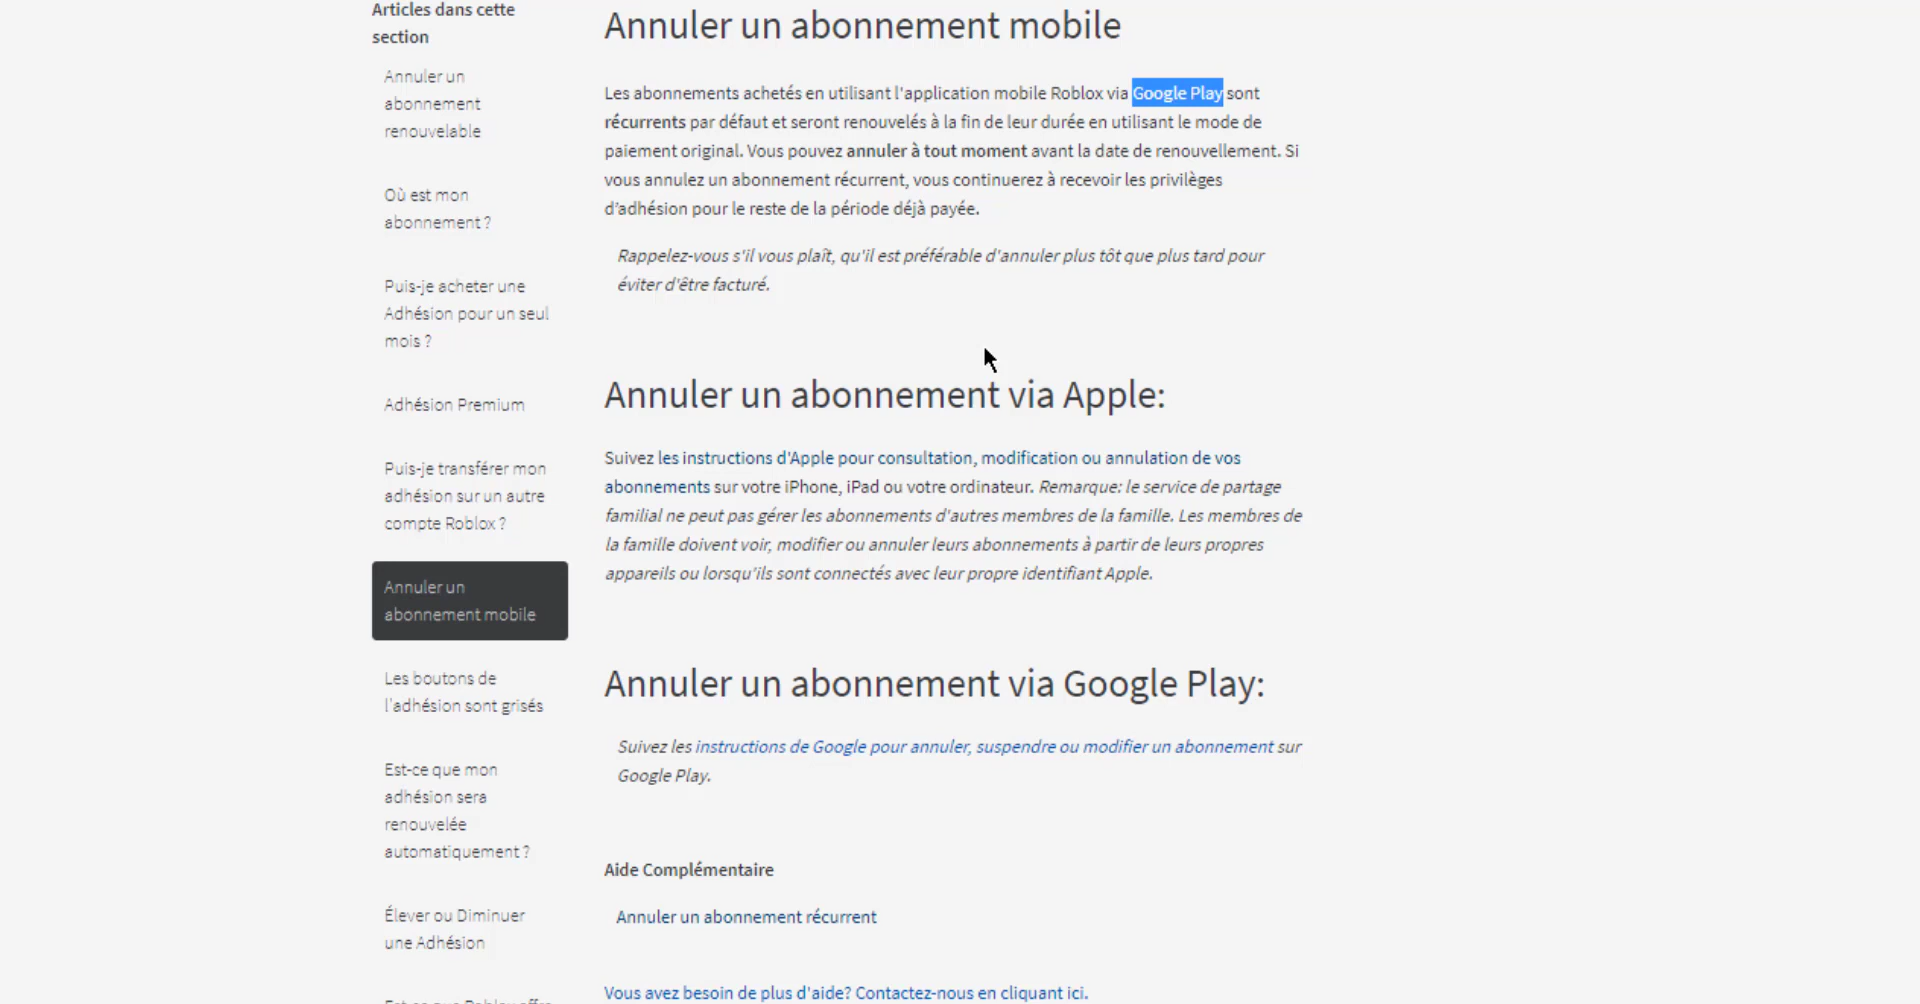 Articles dans cette
section
Annuler un
abonnement
renouvelable
Où est mon
abonnement ?
Puis-je acheter une
Adhésion pour un seul
mois ?
Adhésion Premium
Puis-je transférer mon
adhésion sur un autre
compte Roblox ?
Annuler un
abonnement mobile
Les boutons de
l'adhésion sont grisés
Est-ce que mon
adhésion sera
renouvelée
automatiquement ?
Élever ou Diminuer
une Adhésion
Est-ce que Roblox offre
Annuler un abonnement mobile
Les abonnements achetés en utilisant l'application mobile Roblox via Google Play sont
récurrents par défaut et seront renouvelés à la fin de leur durée en utilisant le mode de
paiement original. Vous pouvez annuler à tout moment avant la date de renouvellement. Si
vous annulez un abonnement récurrent, vous continuerez à recevoir les privilèges
d'adhésion pour le reste de la période déjà payée.
Rappelez-vous s'il vous plaît, qu'il est préférable d'annuler plus tôt que plus tard pour
éviter d'être facturé.
Annuler un abonnement via Apple:
Suivez les instructions d'Apple pour consultation, modification ou annulation de vos
abonnements sur votre iPhone, iPad ou votre ordinateur. Remarque: le service de partage
familial ne peut pas gérer les abonnements d'autres membres de la famille. Les membres de
la famille doivent voir, modifier ou annuler leurs abonnements à partir de leurs propres
appareils ou lorsqu'ils sont connectés avec leur propre identifiant Apple.
Annuler un abonnement via Google Play:
Suivez les instructions de Google pour annuler, suspendre ou modifier un abonnement sur
Google Play.
Aide Complémentaire
Annuler un abonnement récurrent
Vous avez besoin de plus d'aide? Contactez-nous en cliquant ici.